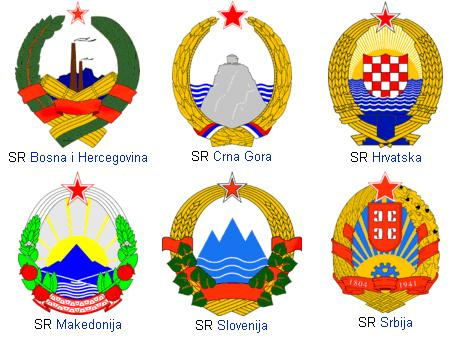 SR Bosna i Hercegovina
SR Crna Gora
SR Hrvatska
SR Makedonija
SR Slovenija
SR Srbija
1804
1941